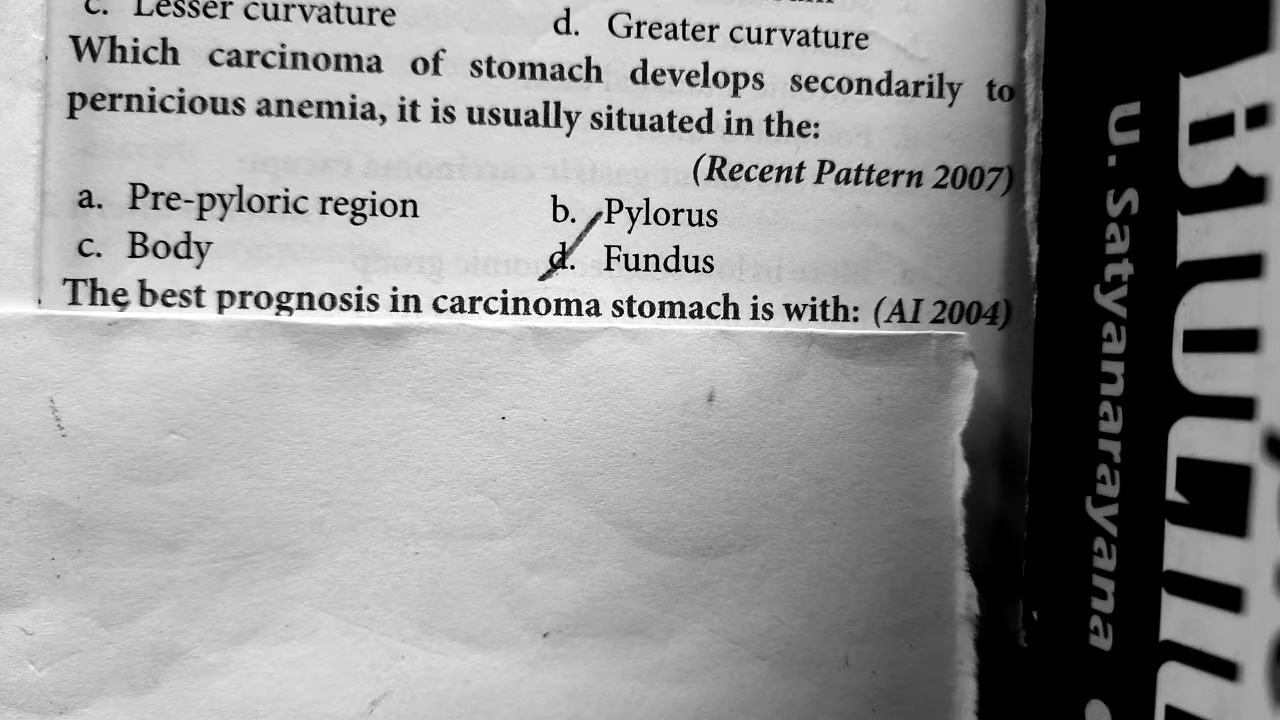 c. Lesser curvature d. Greater curvature
Which carcinoma of stomach develops secondarily to
pernicious anemia, it is usually situated in the:
(Recent Pattern 2007)
a. Pre-pyloric region b. Pylorus
c. Body d. Fundus
The best prognosis in carcinoma stomach is with: (AI 2004)
U. Satyanarayana